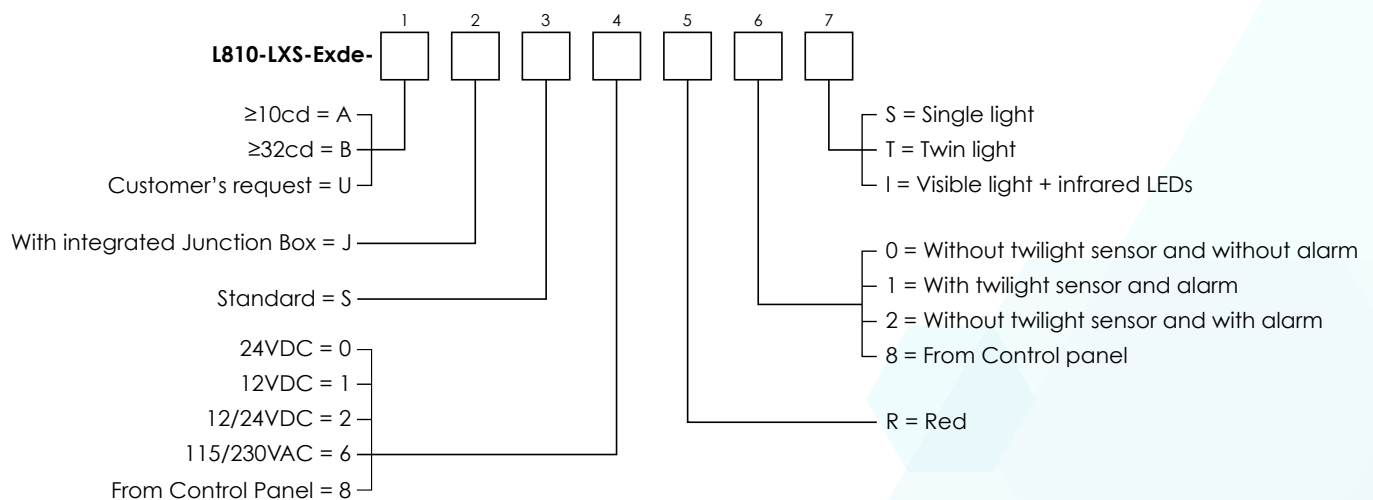 1 2 3 4 5 6 7
L810-LXS-Exde-
≥10cd = A
≥32cd = B
Customer’s request = U
With integrated Junction Box = J
Standard = S
24VDC = 0
12VDC = 1
12/24VDC = 2
115/230VAC = 6
From Control Panel = 8
S = Single light
T = Twin light
I = Visible light + infrared LEDs
0 = Without twilight sensor and without alarm
1 = With twilight sensor and alarm
2 = Without twilight sensor and with alarm
8 = From Control panel
R = Red